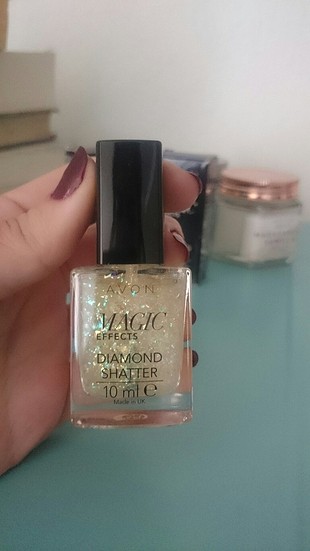 AVON
MAGIC
EFFECTS
DIAMOND
SHATTER
10 ml ℮
Made in UK